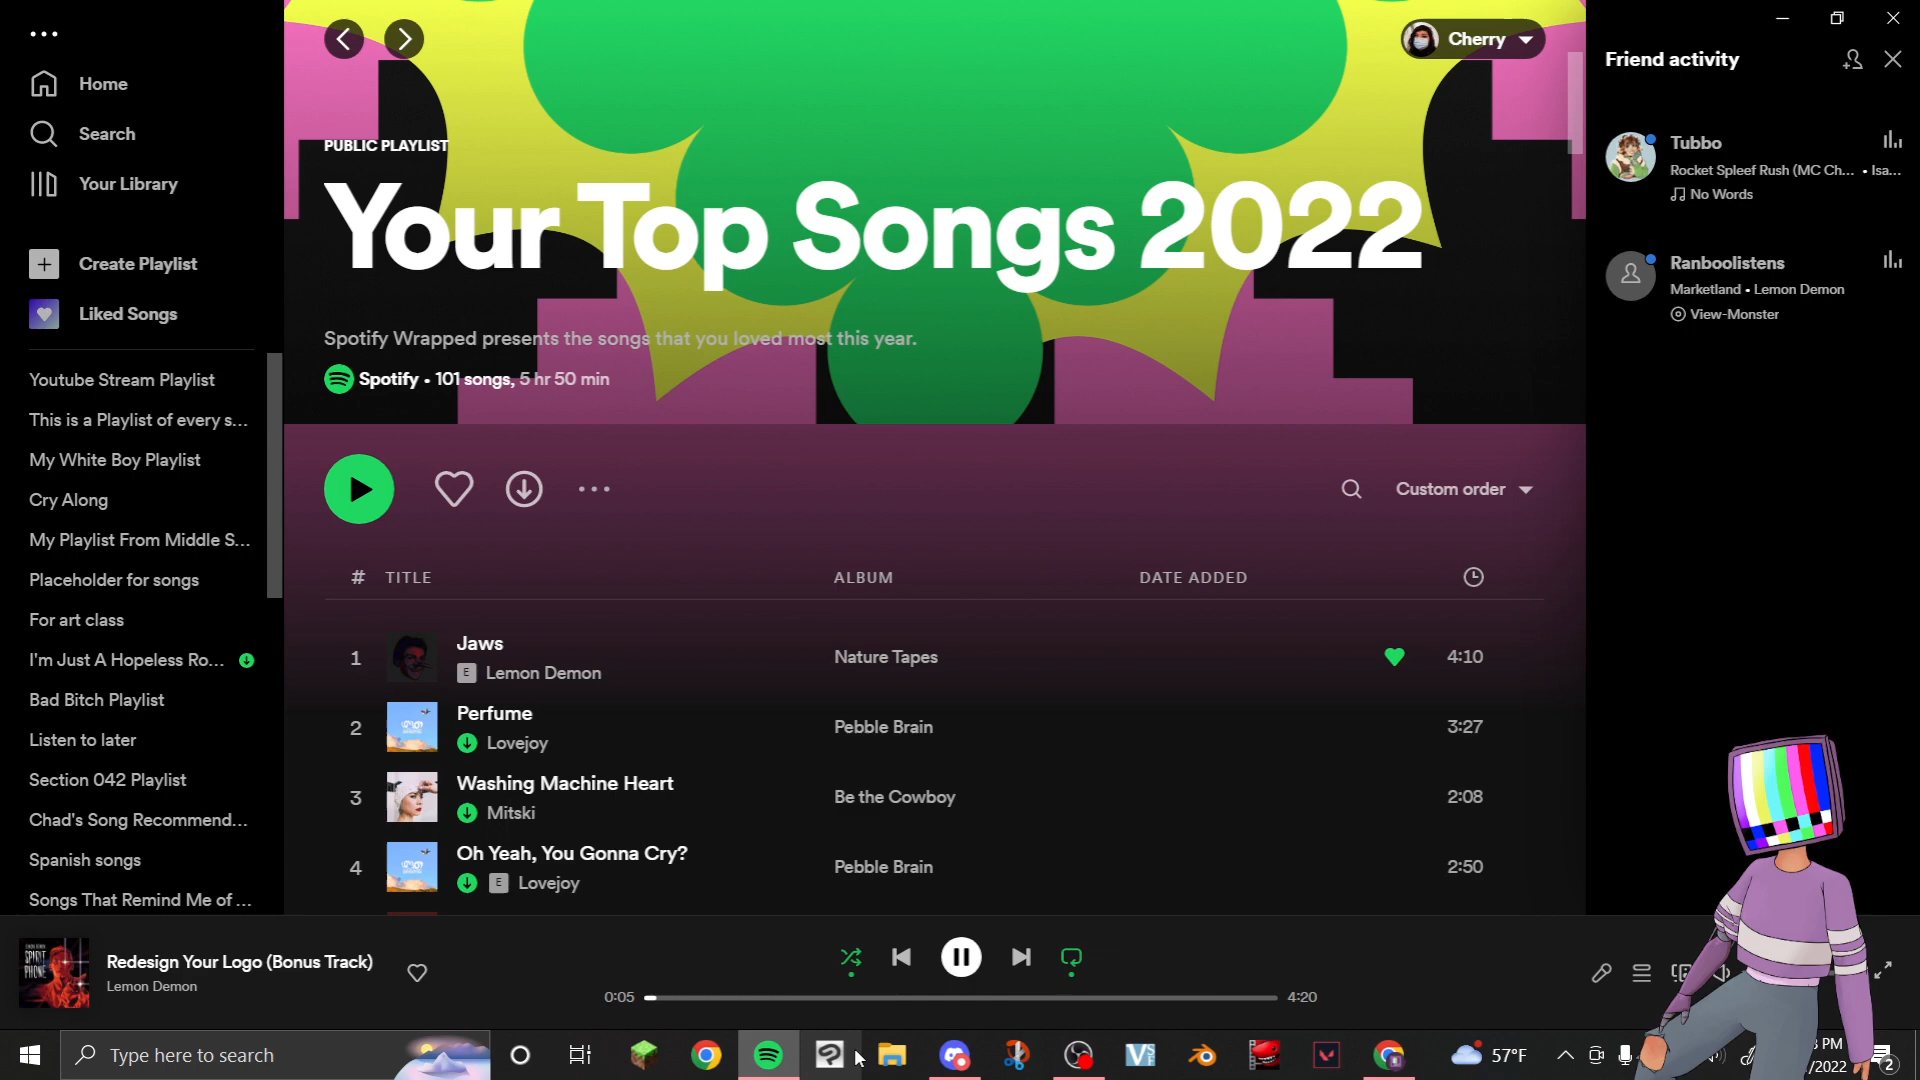 Home
Search
Your Library
Create Playlist
Liked Songs
Youtube Stream Playlist
This is a Playlist of every s...
My White Boy Playlist
Cry Along
My Playlist From Middle S...
Placeholder for songs
For art class
I'm Just A Hopeless Ro...
Bad Bitch Playlist
Listen to later
Section 042 Playlist
Chad's Song Recommend...
Spanish songs
Songs That Remind Me of ...
Cherry
PUBLIC PLAYLIST
Your Top Songs 2022
Spotify Wrapped presents the songs that you loved most this year.
Spotify • 101 songs, 5 hr 50 min
Custom order
# TITLE ALBUM DATE ADDED
1 Jaws Nature Tapes 4:10
E Lemon Demon
2 Perfume Pebble Brain 3:27
Lovejoy
3 Washing Machine Heart Be the Cowboy 2:08
Mitski
4 Oh Yeah, You Gonna Cry? Pebble Brain 2:50
E Lovejoy
Friend activity
Tubbo
Rocket Spleef Rush (MC Ch... • Isa...
No Words
Ranboolistens
Marketland • Lemon Demon
View-Monster
SPIRIT
PHONE
Redesign Your Logo (Bonus Track)
Lemon Demon
0:05
4:20
Type here to search
57°F
PM
/2022
2